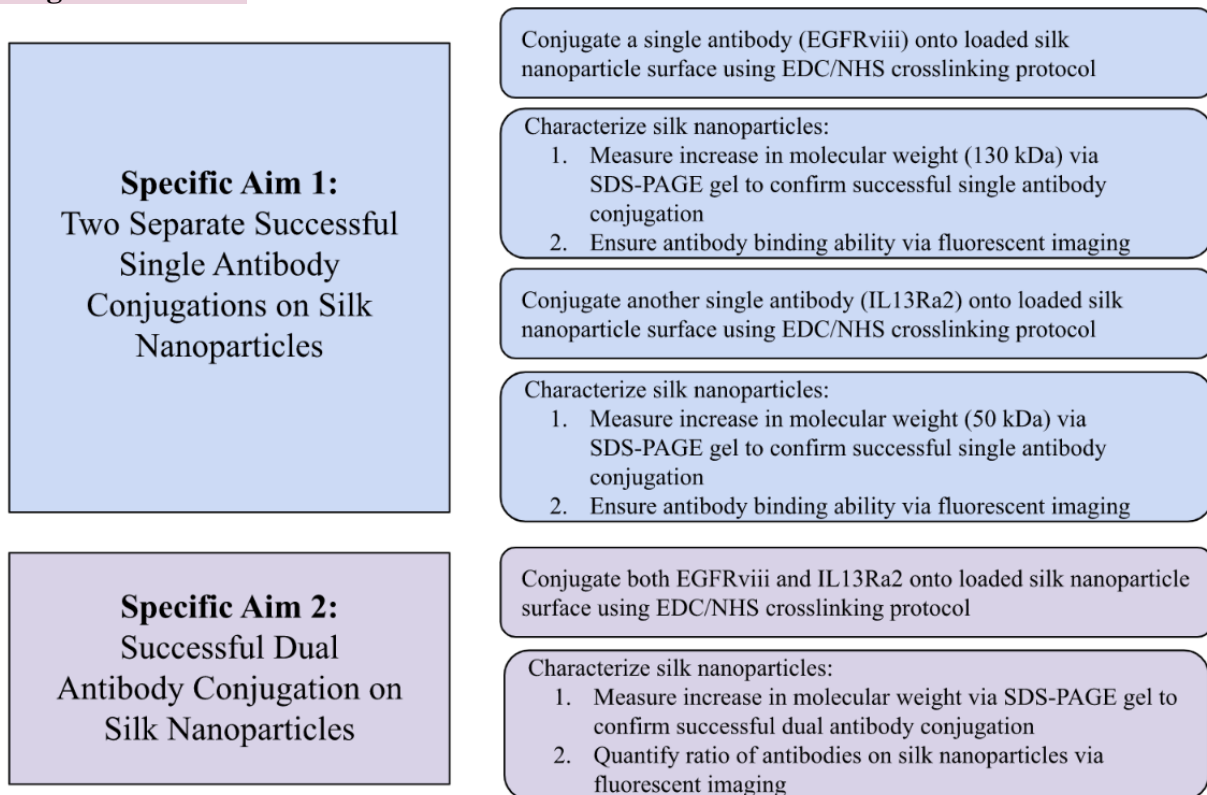 Specific Aim 1:
Two Separate Successful
Single Antibody
Conjugations on Silk
Nanoparticles
Conjugate a single antibody (EGFRviii) onto loaded silk
nanoparticle surface using EDC/NHS crosslinking protocol
Characterize silk nanoparticles:
1. Measure increase in molecular weight (130 kDa) via
SDS-PAGE gel to confirm successful single antibody
conjugation
2. Ensure antibody binding ability via fluorescent imaging
Conjugate another single antibody (IL13Ra2) onto loaded silk
nanoparticle surface using EDC/NHS crosslinking protocol
Characterize silk nanoparticles:
1. Measure increase in molecular weight (50 kDa) via
SDS-PAGE gel to confirm successful single antibody
conjugation
2. Ensure antibody binding ability via fluorescent imaging
Specific Aim 2:
Successful Dual
Antibody Conjugation on
Silk Nanoparticles
Conjugate both EGFRviii and IL13Ra2 onto loaded silk nanoparticle
surface using EDC/NHS crosslinking protocol
Characterize silk nanoparticles:
1. Measure increase in molecular weight via SDS-PAGE gel to
confirm successful dual antibody conjugation
2. Quantify ratio of antibodies on silk nanoparticles via
fluorescent imaging